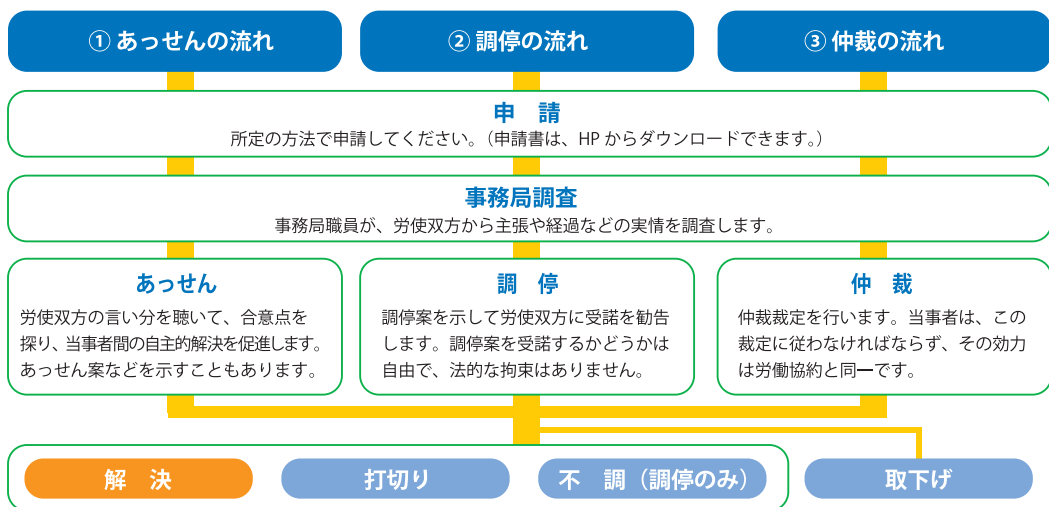 ① あっせんの流れ
② 調停の流れ
③ 仲裁の流れ
申 請
所定の方法で申請してください。（申請書は、HP からダウンロードできます。）
事務局調査
事務局職員が、労使双方から主張や経過などの実情を調査します。
あっせん
労使双方の言い分を聴いて、合意点を
探り、当事者間の自主的解決を促進します。
あっせん案などを示すこともあります。
調 停
調停案を示して労使双方に受諾を勧告
します。調停案を受諾するかどうかは
自由で、法的な拘束はありません。
仲 裁
仲裁裁定を行います。当事者は、この
裁定に従わなければならず、その効力
は労働協約と同一です。
解 決
打切り
不 調（調停のみ）
取下げ